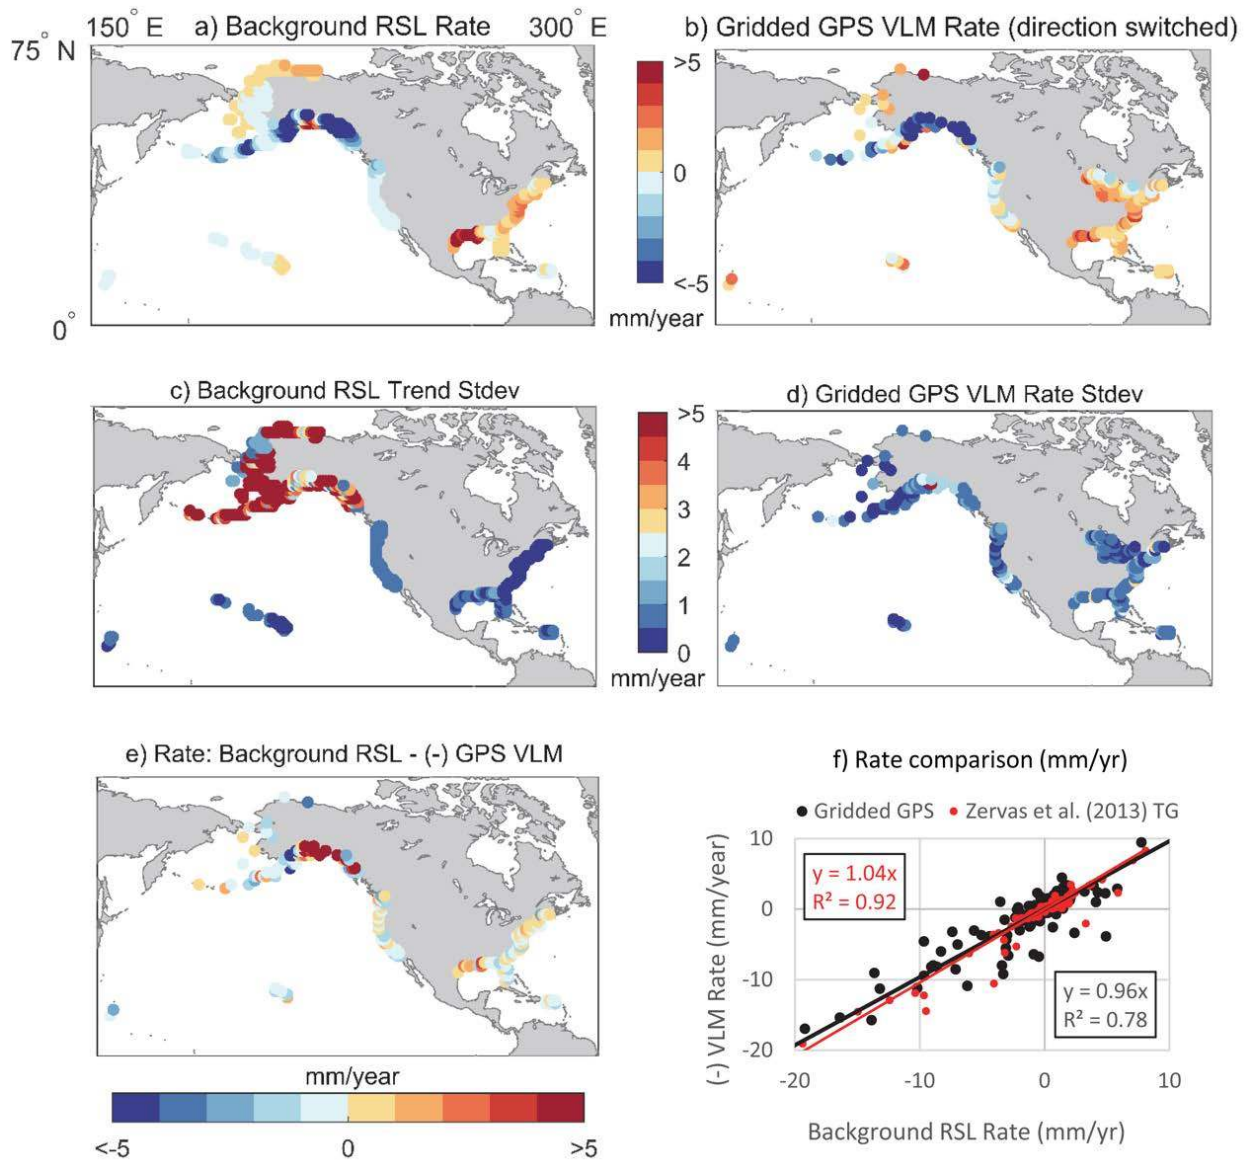 150° E
a) Background RSL Rate
300° E
b) Gridded GPS VLM Rate (direction switched)
75° N
0°
>5
0
<-5
mm/year
c) Background RSL Trend Stdev
d) Gridded GPS VLM Rate Stdev
>5
4
3
2
1
0
mm/year
e) Rate: Background RSL - (-) GPS VLM
mm/year
<-5
0
>5
f) Rate comparison (mm/yr)
Gridded GPS
Zervas et al. (2013) TG
(-) VLM Rate (mm/year)
10
0
-10
-20
y = 1.04x
R² = 0.92
y = 0.96x
R² = 0.78
-20
-10
0
10
Background RSL Rate (mm/yr)